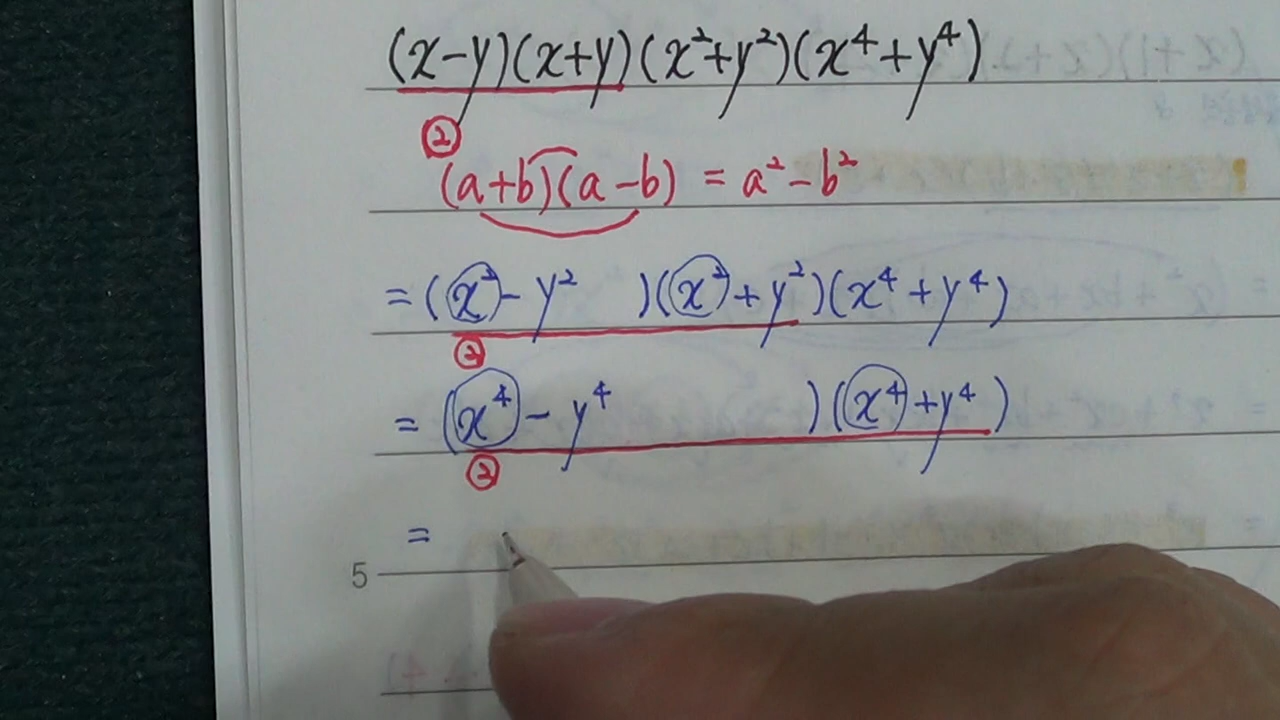 (x-y)(x+y)(x²+y²)(x⁴+y⁴)
②
(a+b)(a-b) = a²-b²
= (x²-y² )(x²+y²)(x⁴+y⁴)
②
= (x⁴-y⁴ )(x⁴+y⁴)
②
=
5